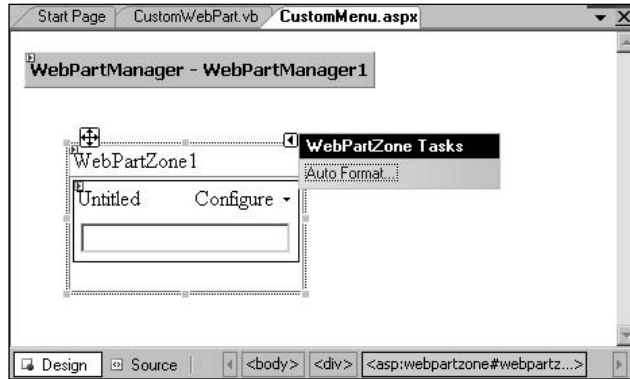 Start Page CustomWebPart.vb CustomMenu.aspx
WebPartManager - WebPartManager1
WebPartZone Tasks
WebPartZone1
Auto Format...
Untitled Configure
Design Source <body> <div> <asp:webpartzone#webpartz...>